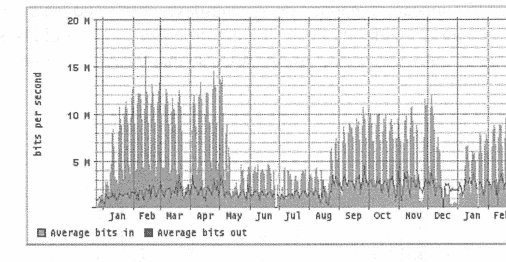 20 M
15 M
10 M
5 M
bits per second
Jan Feb Mar Apr May Jun Jul Aug Sep Oct Nov Dec Jan Fe
Average bits in Average bits out